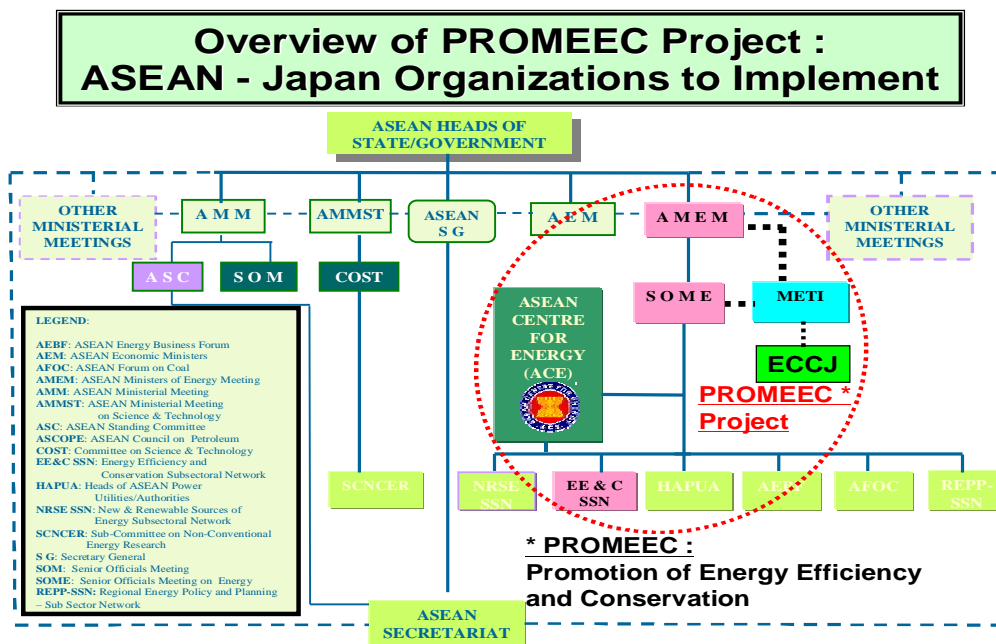 Overview of PROMEEC Project :
ASEAN - Japan Organizations to Implement
ASEAN HEADS OF
STATE/GOVERNMENT
OTHER
MINISTERIAL
MEETINGS
A M M
AMMST
ASEAN
S G
A E M
A M E M
OTHER
MINISTERIAL
MEETINGS
A S C
S O M
COST
ASEAN
CENTRE
FOR
ENERGY
(ACE)
S O M E
METI
ECCJ
PROMEEC *
Project
LEGEND:
AEBF: ASEAN Energy Business Forum
AEM: ASEAN Economic Ministers
AFOC: ASEAN Forum on Coal
AMEM: ASEAN Ministers of Energy Meeting
AMM: ASEAN Ministerial Meeting
AMMST: ASEAN Ministerial Meeting
on Science & Technology
ASC: ASEAN Standing Committee
ASCOPE: ASEAN Council on Petroleum
COST: Committee on Science & Technology
EE&C SSN: Energy Efficiency and
Conservation Subsectoral Network
HAPUA: Heads of ASEAN Power
Utilities/Authorities
NRSE SSN: New & Renewable Sources of
Energy Subsectoral Network
SCNCER: Sub-Committee on Non-Conventional
Energy Research
S G: Secretary General
SOM: Senior Officials Meeting
SOME: Senior Officials Meeting on Energy
REPP-SSN: Regional Energy Policy and Planning
– Sub Sector Network
SCNCER
NRSE
SSN
EE & C
SSN
HAPUA
AFOC
REPP-
SSN
* PROMEEC :
Promotion of Energy Efficiency
and Conservation
ASEAN
SECRETARIAT